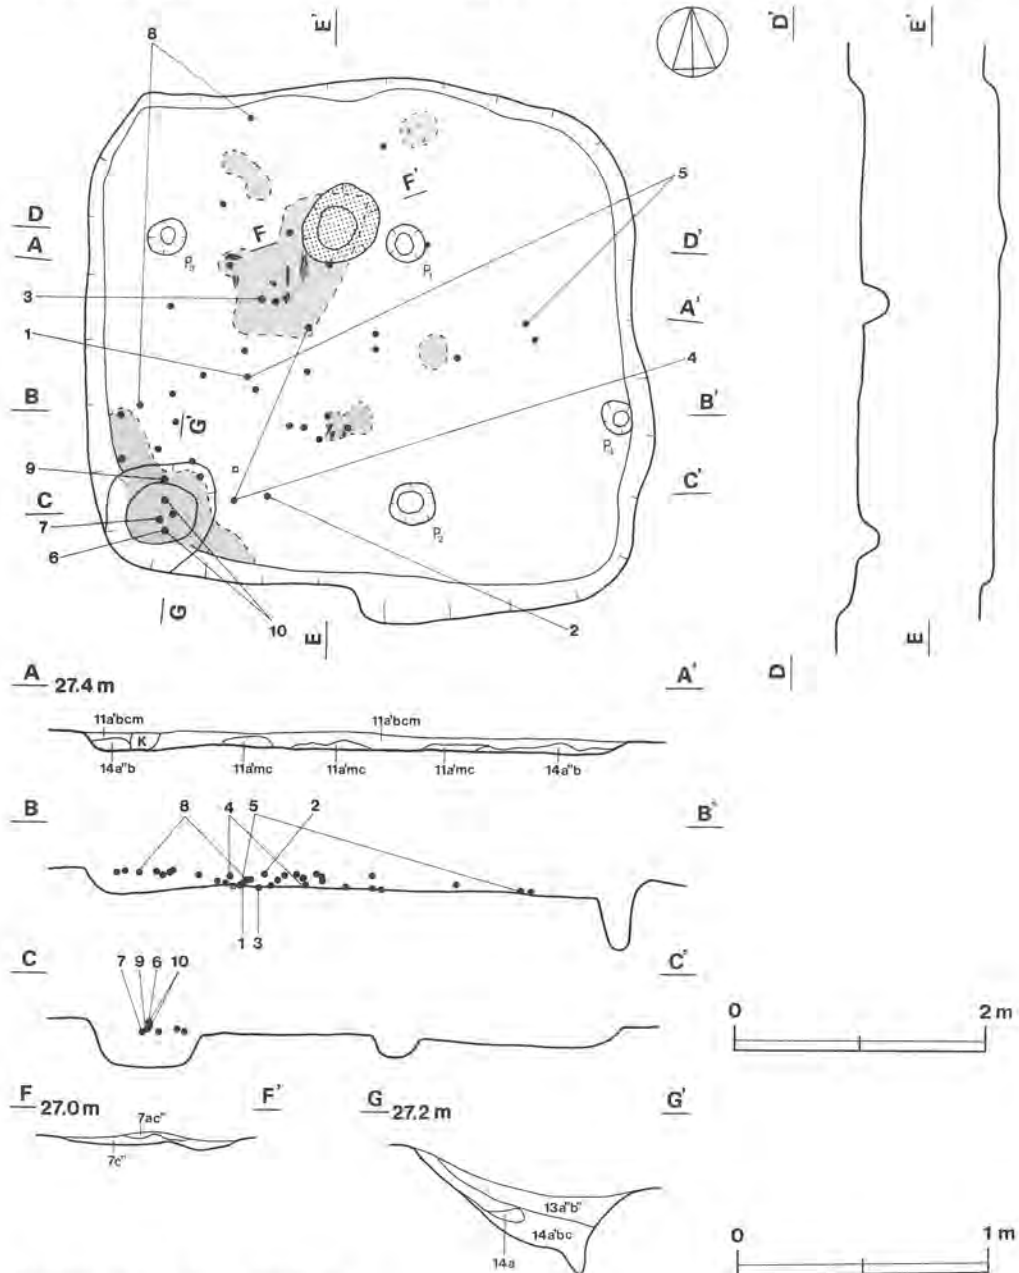 E'
8
D'
E'
F'
5
F
D
A
P₃
P₁
D'
3
A'
1
4
B
G'
B'
9
P₄
C'
C
7
P₂
6
G
10
E
2
D
E
A 27.4 m
A'
11a'bcm
11a'bcm
K
14a"b
11a'mc
11a'mc
11a'mc
14a"b
8
4
5
2
B
B'
1
3
C
7
9
6
10
C'
0
2 m
F 27.0 m
F'
G 27.2 m
G'
7ac"
7c"
13a"b"
14a'bc
14a
0
1 m